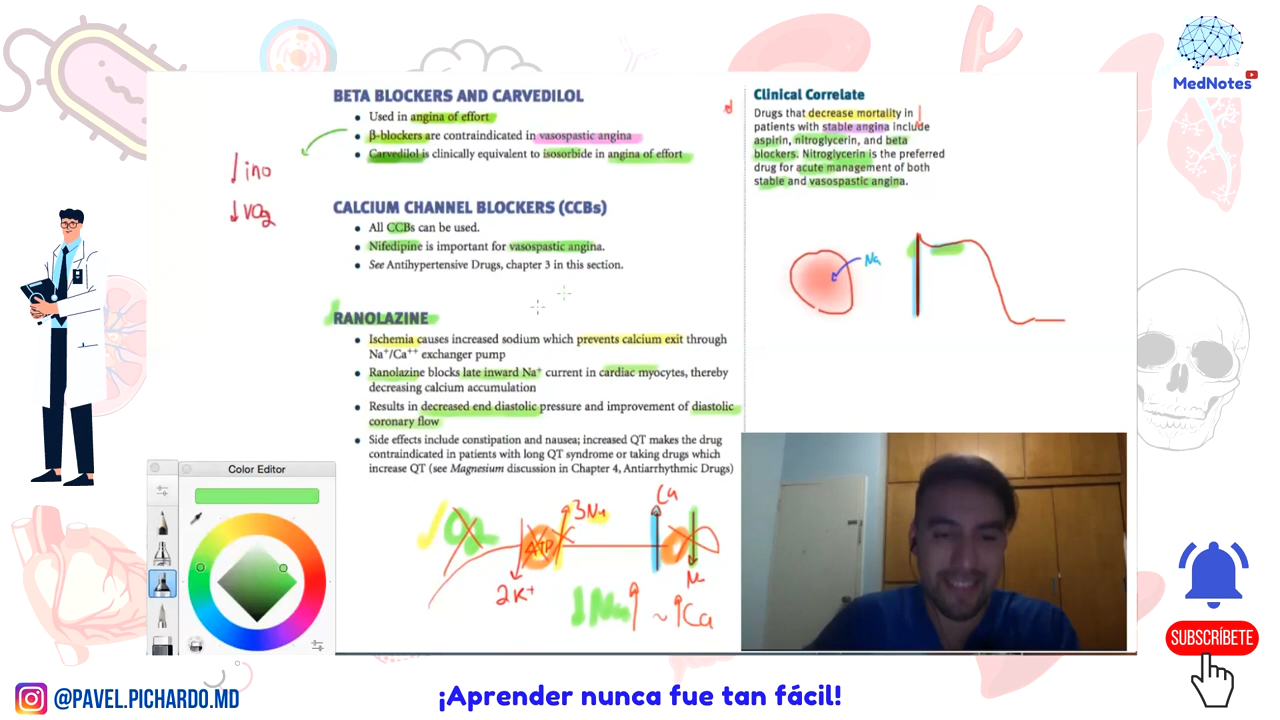 MedNotes
BETA BLOCKERS AND CARVEDILOL
• Used in angina of effort
• β-blockers are contraindicated in vasospastic angina
• Carvedilol is clinically equivalent to isosorbide in angina of effort
↓ino
↓VO2
CALCIUM CHANNEL BLOCKERS (CCBs)
• All CCBs can be used.
• Nifedipine is important for vasospastic angina.
• See Antihypertensive Drugs, chapter 3 in this section.
RANOLAZINE
• Ischemia causes increased sodium which prevents calcium exit through
Na⁺/Ca⁺⁺ exchanger pump
• Ranolazine blocks late inward Na⁺ current in cardiac myocytes, thereby
decreasing calcium accumulation
• Results in decreased end diastolic pressure and improvement of diastolic
coronary flow
• Side effects include constipation and nausea; increased QT makes the drug
contraindicated in patients with long QT syndrome or taking drugs which
increase QT (see Magnesium discussion in Chapter 4, Antiarrhythmic Drugs)
Clinical Correlate
Drugs that decrease mortality in
patients with stable angina include
aspirin, nitroglycerin, and beta
blockers. Nitroglycerin is the preferred
drug for acute management of both
stable and vasospastic angina.
Na
Color Editor
O2
ATP
3Na
2K+
Ca
↓Na↑ ~↑Ca
SUBSCRÍBETE
@PAVEL.PICHARDO.MD
¡Aprender nunca fue tan fácil!